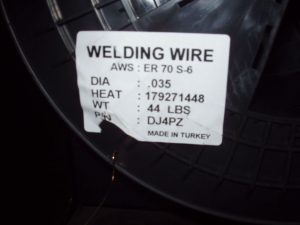 WELDING WIRE
AWS : ER 70 S-6
DIA : .035
HEAT : 179271448
WT : 44 LBS
P/N : DJ4PZ
MADE IN TURKEY